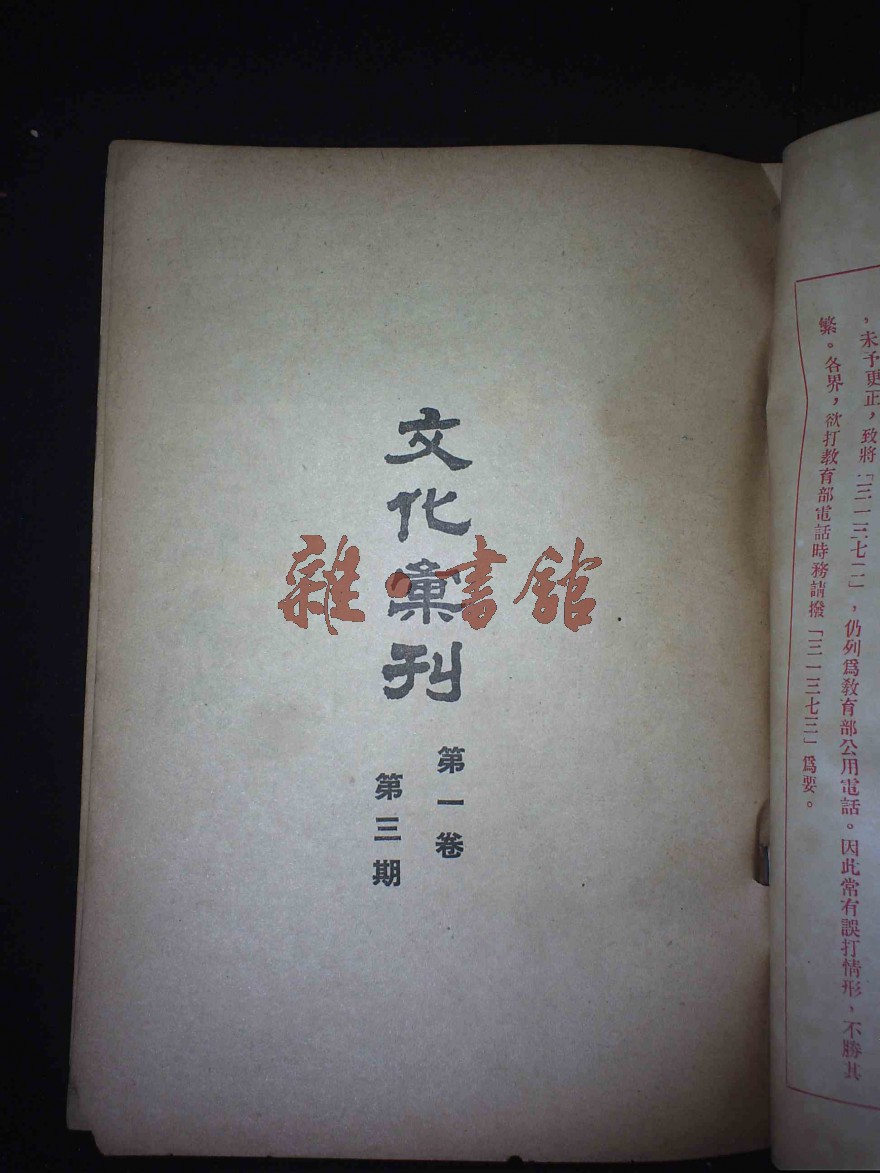 文化彙刊
第一卷
第三期
雜·書館
，未予更正，致將「三一三七二」，仍列爲教育部公用電話。因此常有誤打情形，不勝其
繁。各界，欲打教育部電話時務請撥「三一三七三」爲要。